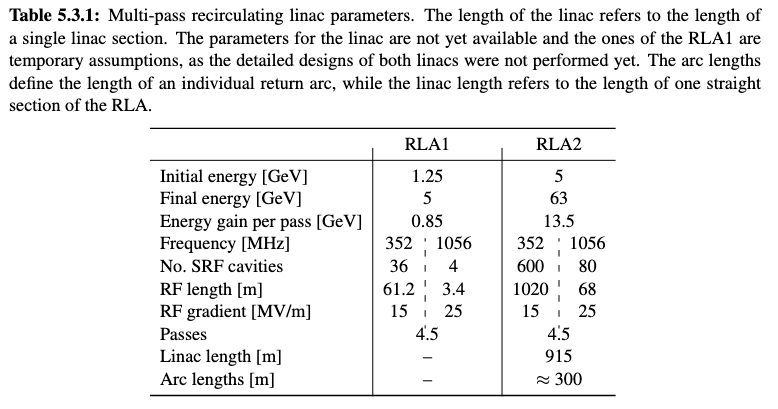 Table 5.3.1: Multi-pass recirculating linac parameters. The length of the linac refers to the length of
a single linac section. The parameters for the linac are not yet available and the ones of the RLA1 are
temporary assumptions, as the detailed designs of both linacs were not performed yet. The arc lengths
define the length of an individual return arc, while the linac length refers to the length of one straight
section of the RLA.
RLA1 RLA2
Initial energy [GeV] 1.25 5
Final energy [GeV] 5 63
Energy gain per pass [GeV] 0.85 13.5
Frequency [MHz] 352 1056 352 1056
No. SRF cavities 36 4 600 80
RF length [m] 61.2 3.4 1020 68
RF gradient [MV/m] 15 25 15 25
Passes 4.5 4.5
Linac length [m] – 915
Arc lengths [m] – ≈ 300